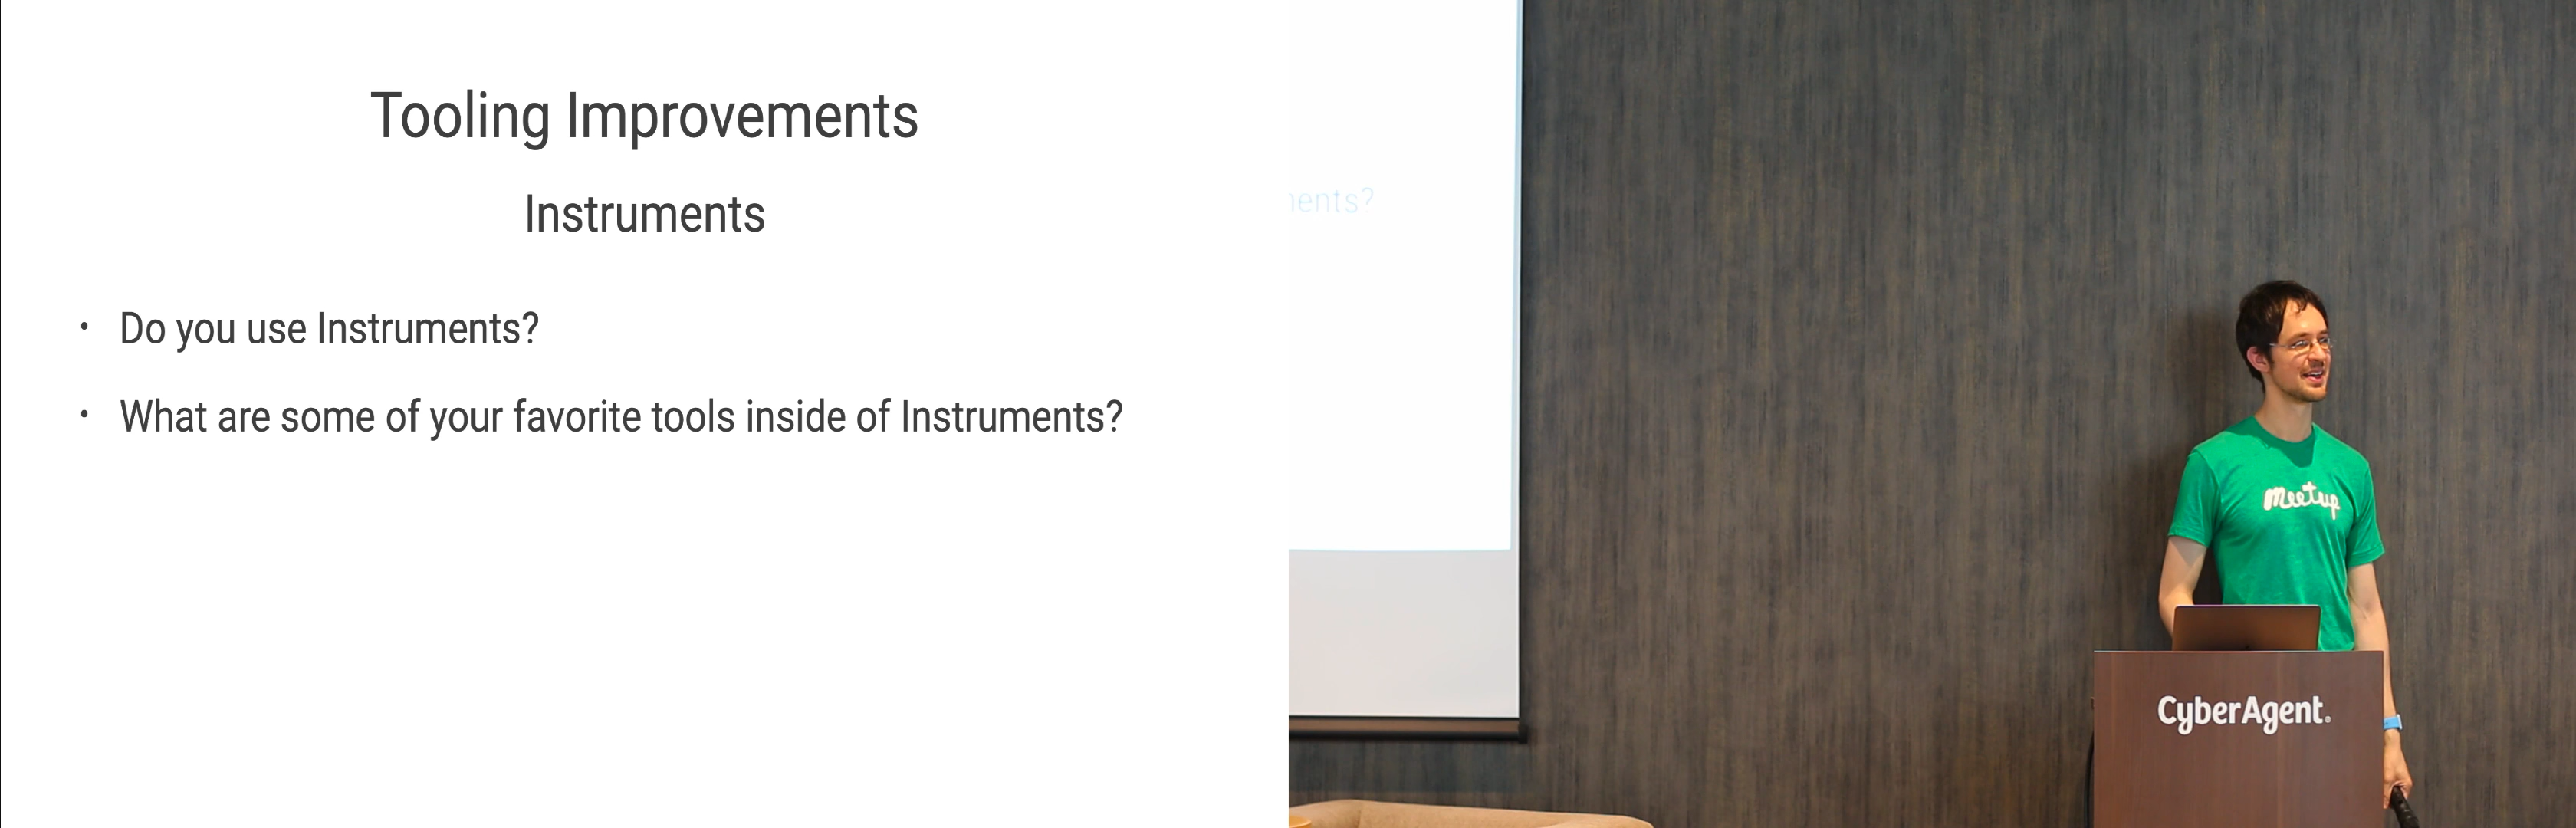 Tooling Improvements
Instruments
• Do you use Instruments?
• What are some of your favorite tools inside of Instruments?
ents?
Meetup
CyberAgent.